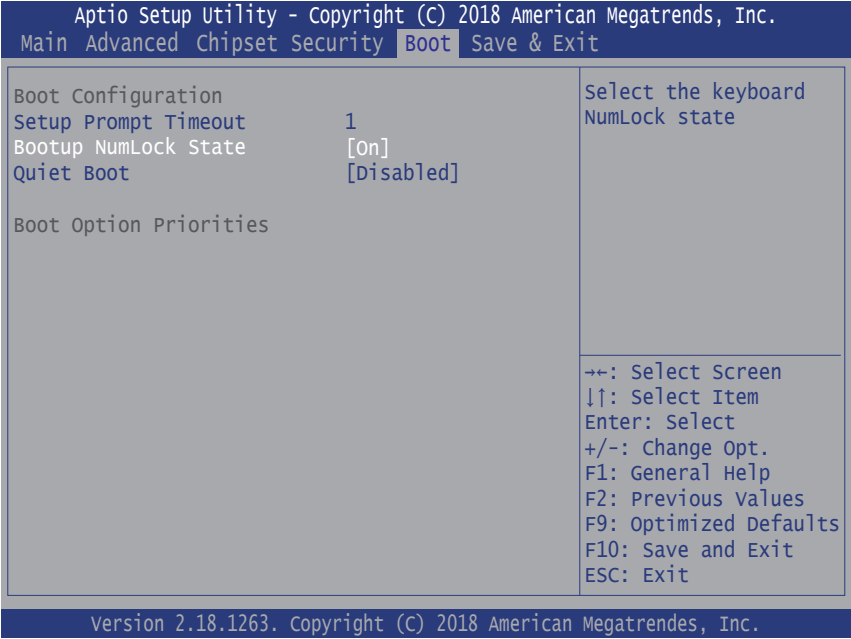 Aptio Setup Utility - Copyright (C) 2018 American Megatrends, Inc.
Main Advanced Chipset Security Boot Save & Exit
Boot Configuration
Setup Prompt Timeout 1
Bootup NumLock State [On]
Quiet Boot [Disabled]
Boot Option Priorities
Select the keyboard
NumLock state
→←: Select Screen
↓↑: Select Item
Enter: Select
+/-: Change Opt.
F1: General Help
F2: Previous Values
F9: Optimized Defaults
F10: Save and Exit
ESC: Exit
Version 2.18.1263. Copyright (C) 2018 American Megatrendes, Inc.